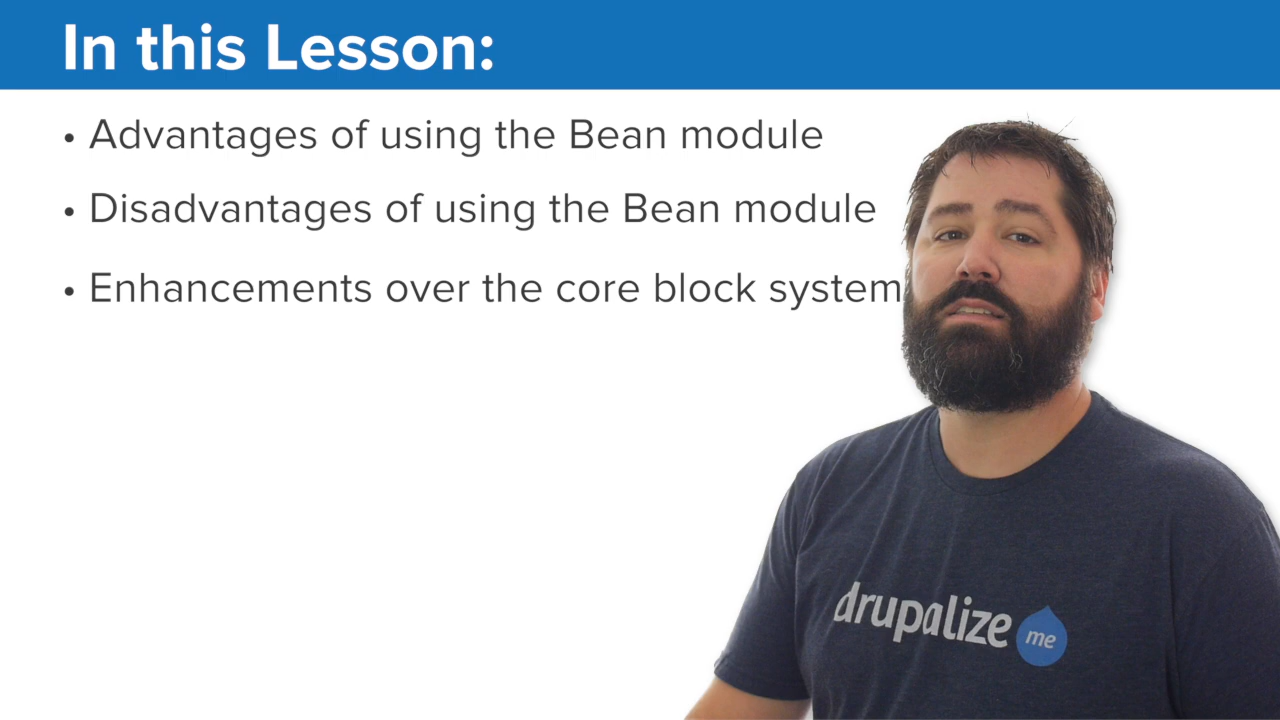 In this Lesson:
• Advantages of using the Bean module
• Disadvantages of using the Bean module
• Enhancements over the core block system
drupalize me